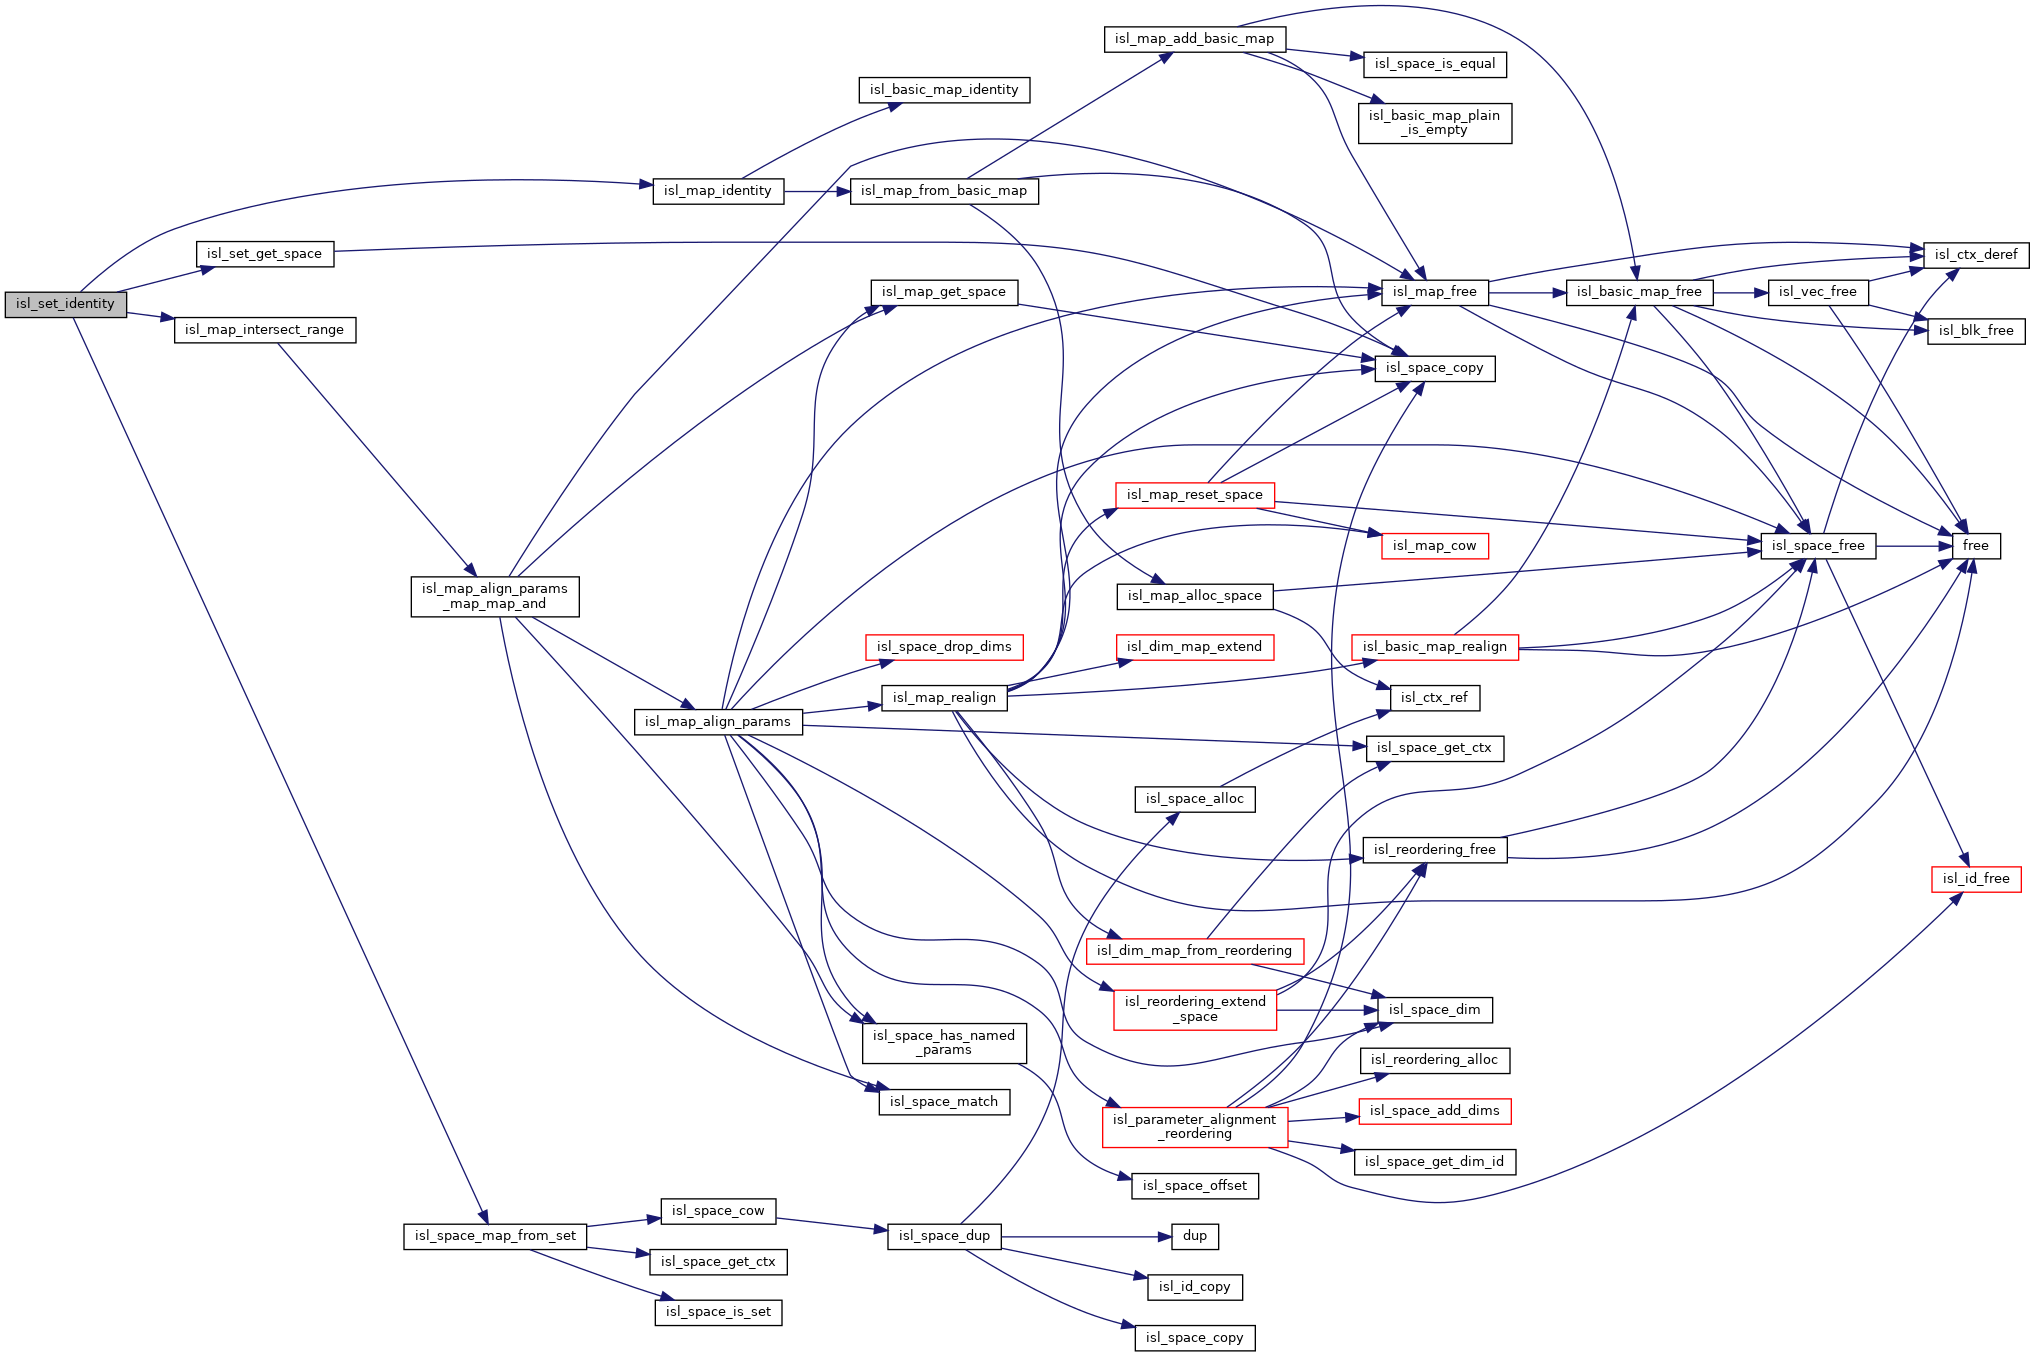 isl_map_add_basic_map
isl_space_is_equal
isl_basic_map_identity
isl_basic_map_plain
_is_empty
isl_map_identity
isl_map_from_basic_map
isl_set_get_space
isl_ctx_deref
isl_set_identity
isl_map_get_space
isl_map_free
isl_basic_map_free
isl_vec_free
isl_map_intersect_range
isl_blk_free
isl_space_copy
isl_map_reset_space
isl_map_cow
isl_space_free
free
isl_map_align_params
_map_map_and
isl_map_alloc_space
isl_space_drop_dims
isl_dim_map_extend
isl_basic_map_realign
isl_map_realign
isl_ctx_ref
isl_map_align_params
isl_space_get_ctx
isl_space_alloc
isl_reordering_free
isl_id_free
isl_dim_map_from_reordering
isl_reordering_extend
_space
isl_space_dim
isl_space_has_named
_params
isl_reordering_alloc
isl_space_match
isl_space_add_dims
isl_parameter_alignment
_reordering
isl_space_get_dim_id
isl_space_offset
isl_space_cow
isl_space_map_from_set
isl_space_dup
dup
isl_space_get_ctx
isl_id_copy
isl_space_is_set
isl_space_copy